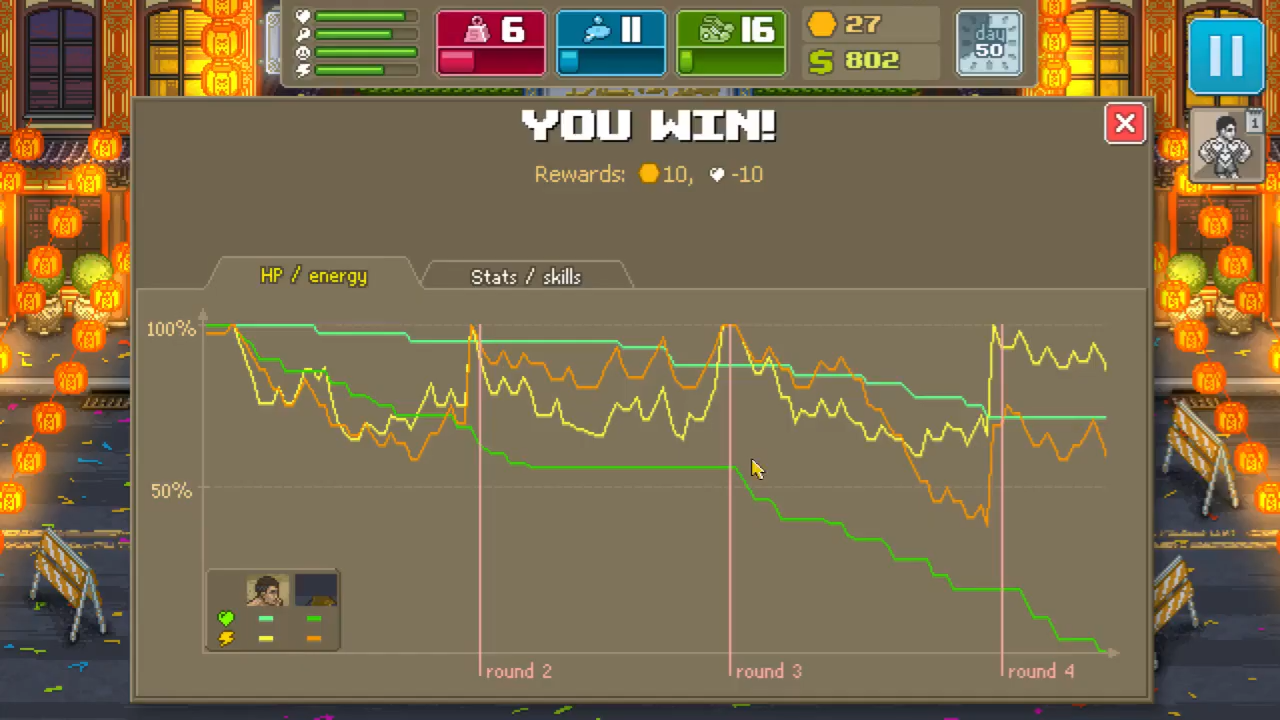 6
11
16
27
802
day
50
1
YOU WIN!
Rewards: 10, -10
HP / energy
Stats / skills
100%
50%
round 2
round 3
round 4